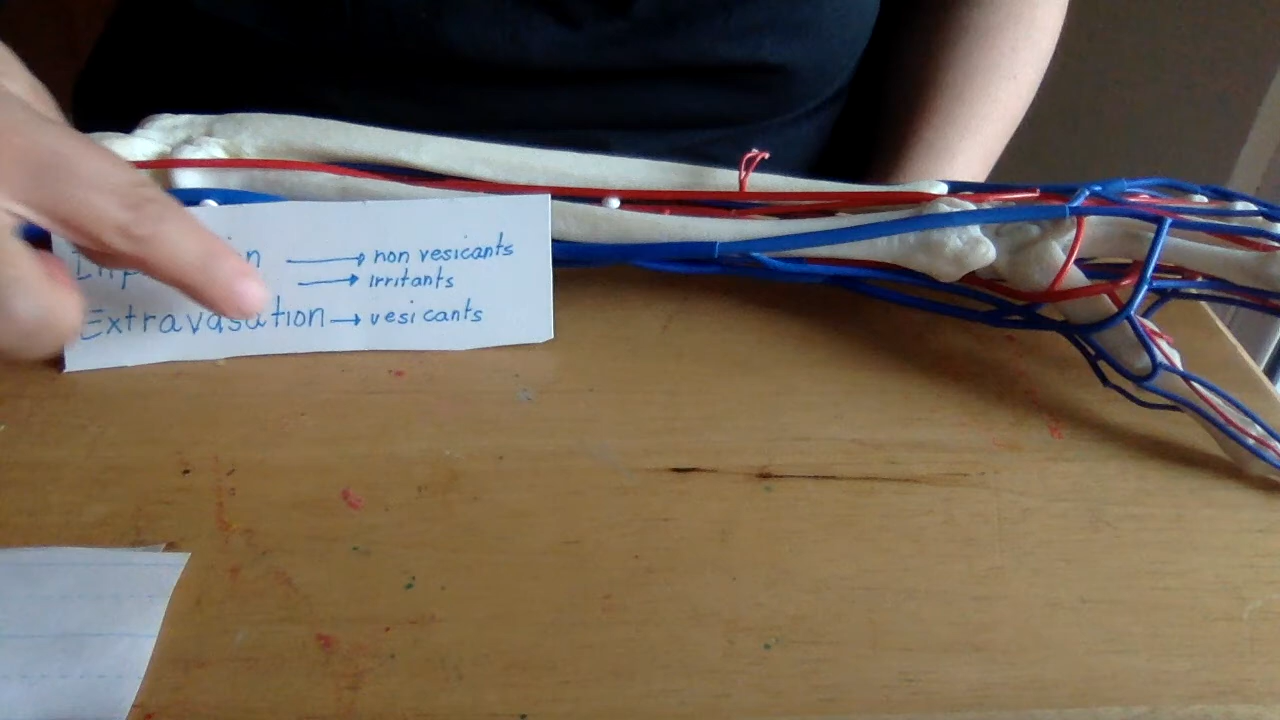 non vesicants
irritants
Extravasation → vesicants